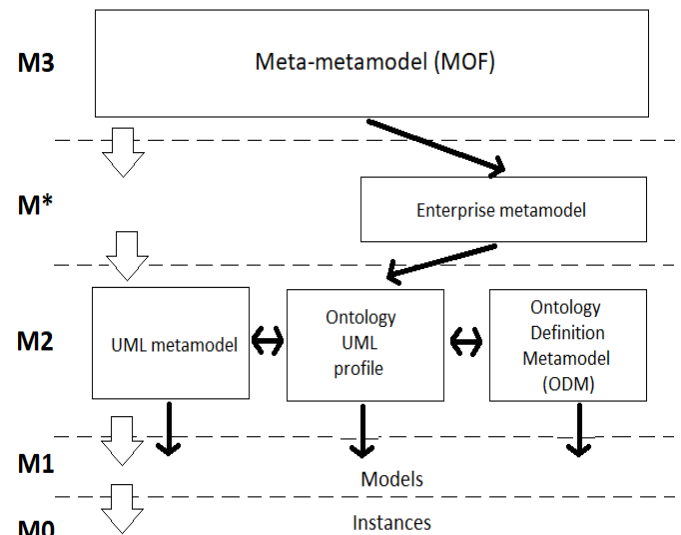 M3
Meta-metamodel (MOF)
M*
Enterprise metamodel
M2
UML metamodel
Ontology
UML
profile
Ontology
Definition
Metamodel
(ODM)
M1
Models
M0
Instances